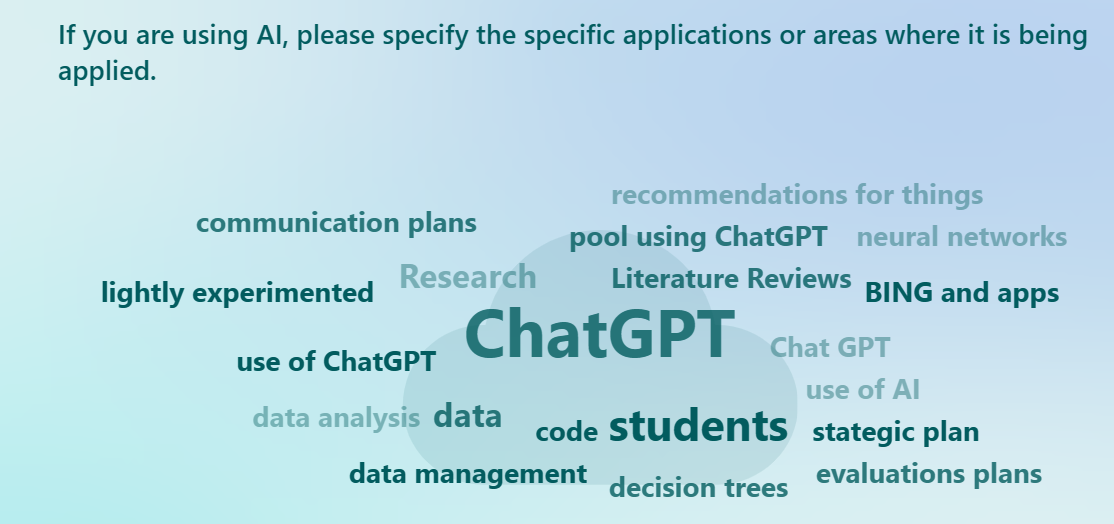 If you are using AI, please specify the specific applications or areas where it is being
applied.
recommendations for things
communication plans
pool using ChatGPT
neural networks
Research
Literature Reviews
lightly experimented
BING and apps
ChatGPT
Chat GPT
use of ChatGPT
use of AI
data analysis
data
code
students
stategic plan
data management
decision trees
evaluations plans